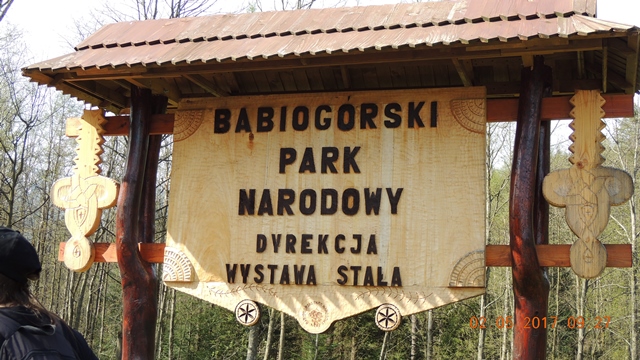 BABIOGÓRSKI
PARK
NARODOWY
DYREKCJA
WYSTAWA STAŁA